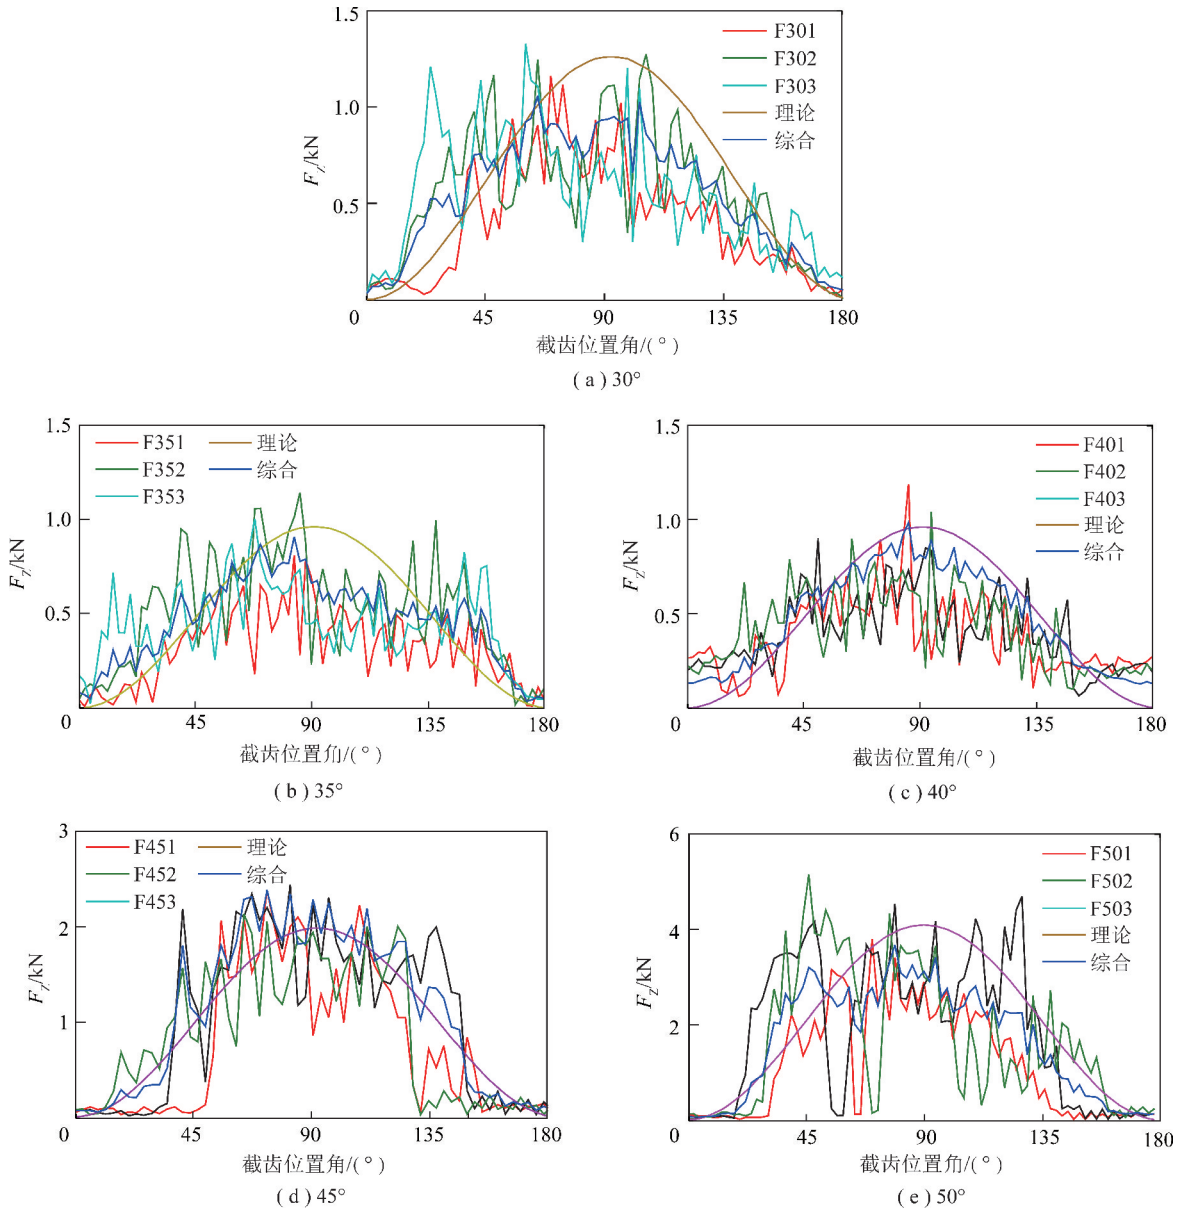 1.5
1.0
0.5
F_Z/kN
F301
F302
F303
理论
综合
0 45 90 135 180
截齿位置角/(°)
(a)30°
1.5
1.0
0.5
F_Z/kN
F351 理论
F352 综合
F353
0 45 90 135 180
截齿位置角/(°)
(b)35°
1.5
1.0
0.5
F_Z/kN
F401
F402
F403
理论
综合
0 45 90 135 180
截齿位置角/(°)
(c)40°
3
2
1
F_Z/kN
F451 理论
F452 综合
F453
0 45 90 135 180
截齿位置角/(°)
(d)45°
6
4
2
F_Z/kN
F501
F502
F503
理论
综合
0 45 90 135 180
截齿位置角/(°)
(e)50°